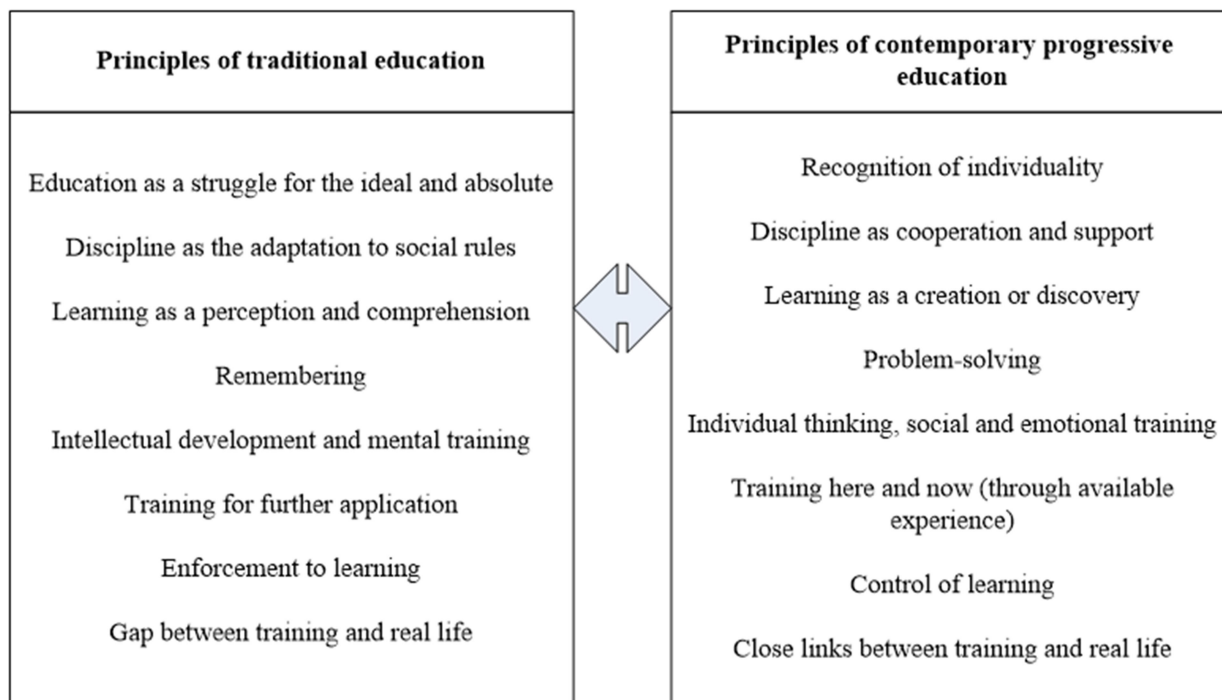 Principles of traditional education
Education as a struggle for the ideal and absolute
Discipline as the adaptation to social rules
Learning as a perception and comprehension
Remembering
Intellectual development and mental training
Training for further application
Enforcement to learning
Gap between training and real life
Principles of contemporary progressive
education
Recognition of individuality
Discipline as cooperation and support
Learning as a creation or discovery
Problem-solving
Individual thinking, social and emotional training
Training here and now (through available
experience)
Control of learning
Close links between training and real life